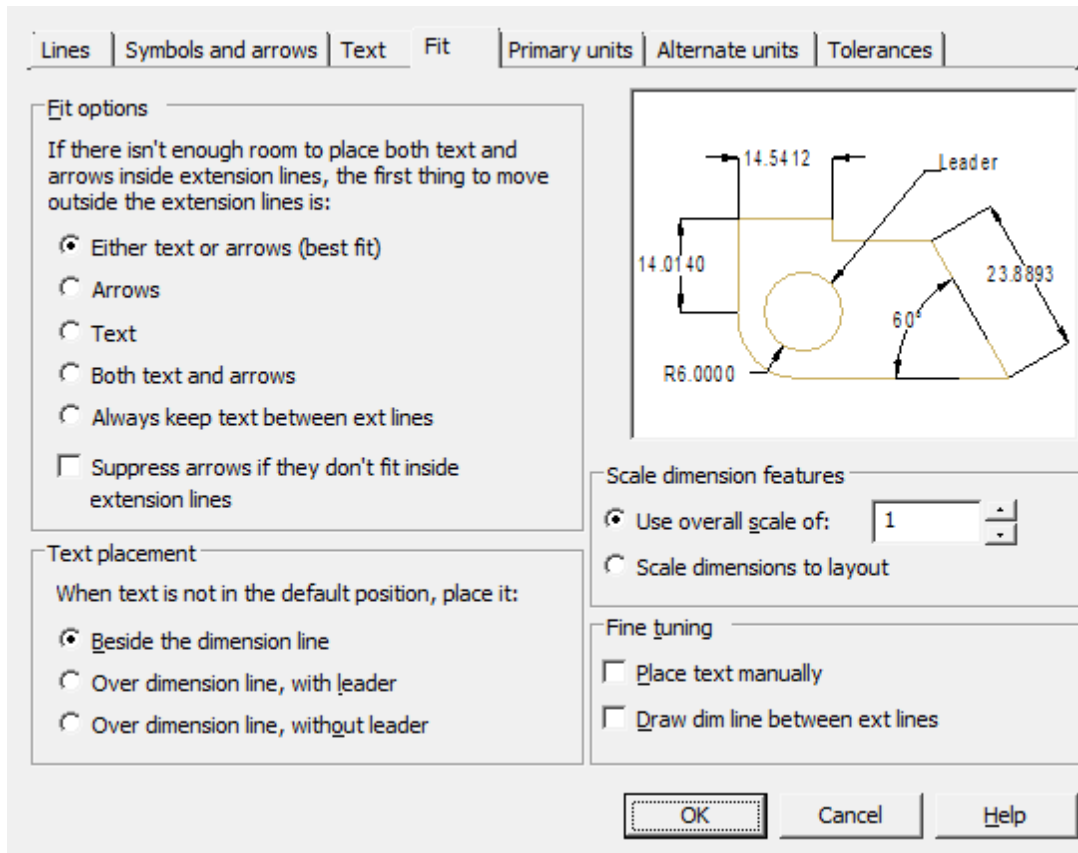 Lines
Symbols and arrows
Text
Fit
Primary units
Alternate units
Tolerances
Fit options
If there isn't enough room to place both text and
arrows inside extension lines, the first thing to move
outside the extension lines is:
Either text or arrows (best fit)
Arrows
Text
Both text and arrows
Always keep text between ext lines
Suppress arrows if they don't fit inside
extension lines
Text placement
When text is not in the default position, place it:
Beside the dimension line
Over dimension line, with leader
Over dimension line, without leader
14.5412
Leader
14.0140
23.8893
60°
R6.0000
Scale dimension features
Use overall scale of:
1
Scale dimensions to layout
Fine tuning
Place text manually
Draw dim line between ext lines
OK
Cancel
Help